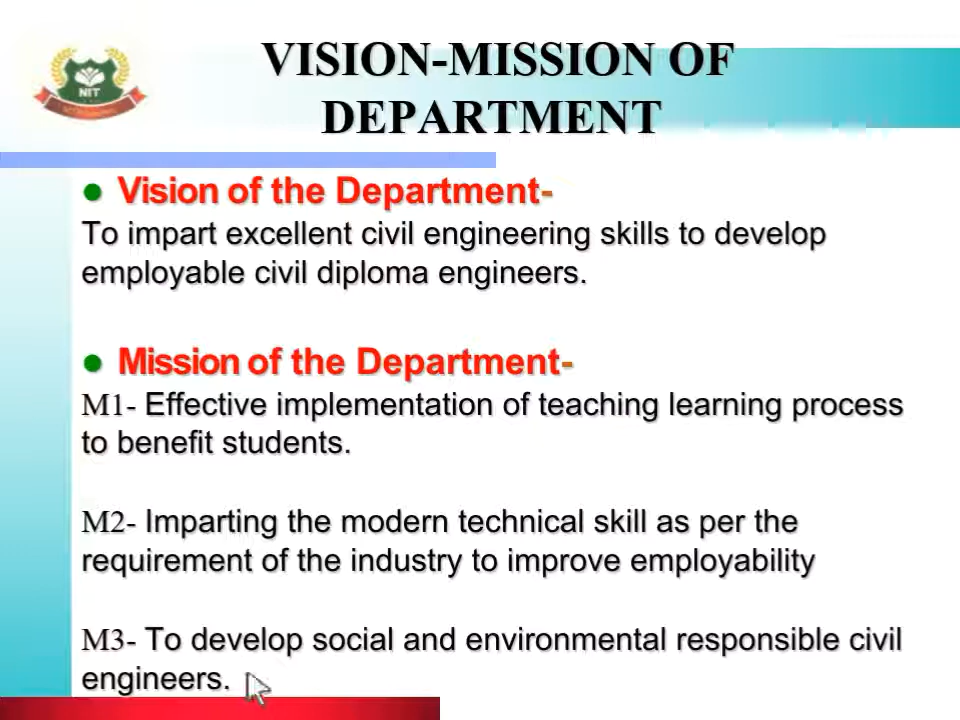 NIT
VISION-MISSION OF
DEPARTMENT
Vision of the Department-
To impart excellent civil engineering skills to develop
employable civil diploma engineers.
Mission of the Department-
M1- Effective implementation of teaching learning process
to benefit students.
M2- Imparting the modern technical skill as per the
requirement of the industry to improve employability
M3- To develop social and environmental responsible civil
engineers.